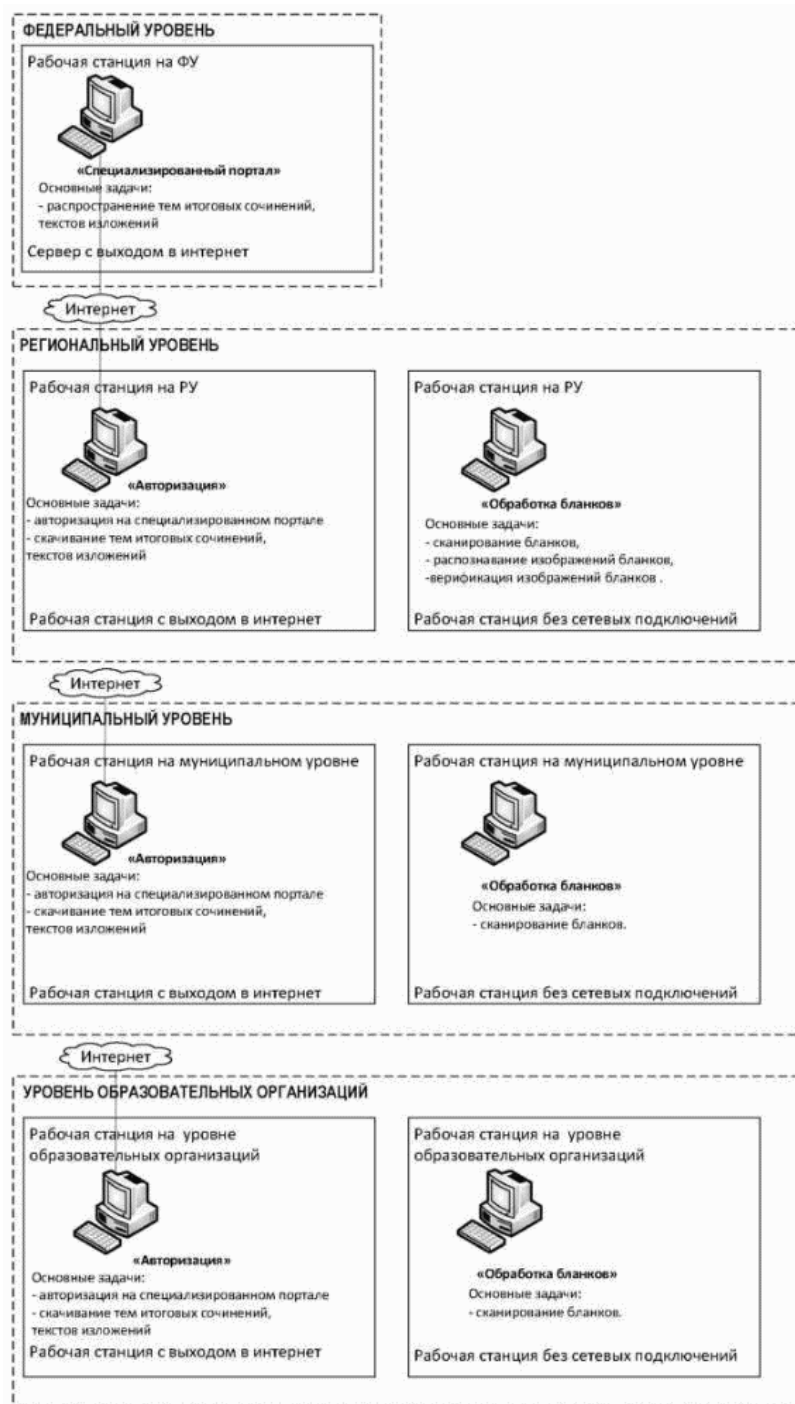 ФЕДЕРАЛЬНЫЙ УРОВЕНЬ
Рабочая станция на ФУ
«Специализированный портал»
Основные задачи:
- распространение тем итоговых сочинений,
текстов изложений
Сервер с выходом в интернет
Интернет
РЕГИОНАЛЬНЫЙ УРОВЕНЬ
Рабочая станция на РУ
«Авторизация»
Основные задачи:
- авторизация на специализированном портале
- скачивание тем итоговых сочинений,
текстов изложений
Рабочая станция с выходом в интернет
Рабочая станция на РУ
«Обработка бланков»
Основные задачи:
- сканирование бланков,
- распознавание изображений бланков,
-верификация изображений бланков .
Рабочая станция без сетевых подключений
Интернет
МУНИЦИПАЛЬНЫЙ УРОВЕНЬ
Рабочая станция на муниципальном уровне
«Авторизация»
Основные задачи:
- авторизация на специализированном портале
- скачивание тем итоговых сочинений,
текстов изложений
Рабочая станция с выходом в интернет
Рабочая станция на муниципальном уровне
«Обработка бланков»
Основные задачи:
- сканирование бланков.
Рабочая станция без сетевых подключений
Интернет
УРОВЕНЬ ОБРАЗОВАТЕЛЬНЫХ ОРГАНИЗАЦИЙ
Рабочая станция на уровне
образовательных организаций
«Авторизация»
Основные задачи:
- авторизация на специализированном портале
- скачивание тем итоговых сочинений,
текстов изложений
Рабочая станция с выходом в интернет
Рабочая станция на уровне
образовательных организаций
«Обработка бланков»
Основные задачи:
- сканирование бланков.
Рабочая станция без сетевых подключений